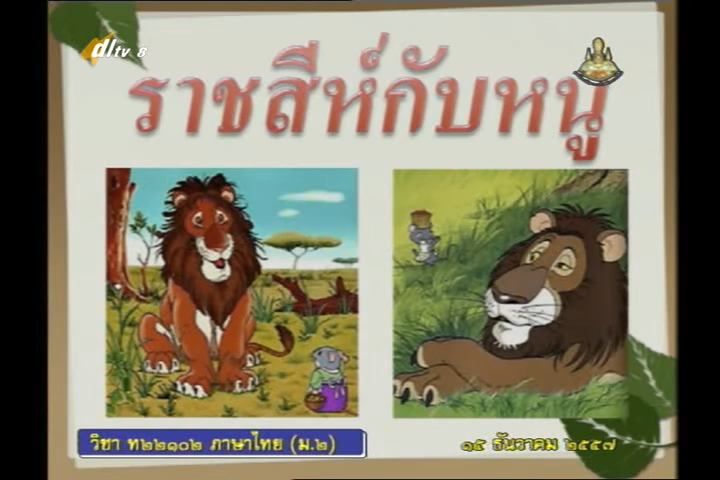 dltv 8
ราชสีห์กับหนู
วิชา ท๒๒๑๐๒ ภาษาไทย (ม.๒)
๑๕ ธันวาคม ๒๕๕๗